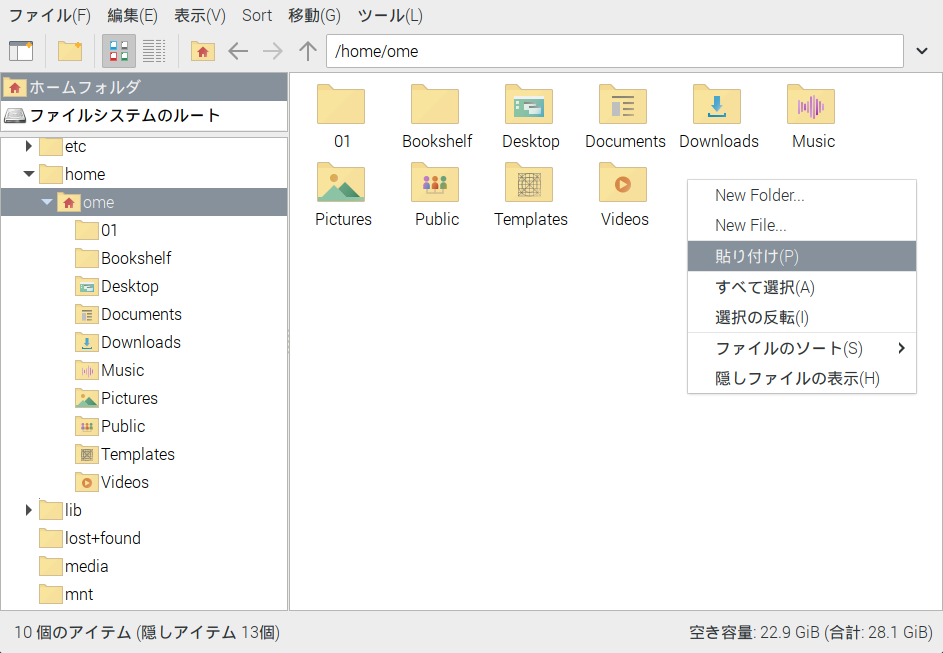 ファイル(F) 編集(E) 表示(V) Sort 移動(G) ツール(L)
/home/ome
ホームフォルダ
ファイルシステムのルート
etc
home
ome
01
Bookshelf
Desktop
Documents
Downloads
Music
Pictures
Public
Templates
Videos
lib
lost+found
media
mnt
01 Bookshelf Desktop Documents Downloads Music
Pictures Public Templates Videos
New Folder...
New File...
貼り付け(P)
すべて選択(A)
選択の反転(I)
ファイルのソート(S)
隠しファイルの表示(H)
10 個のアイテム (隠しアイテム 13個)
空き容量: 22.9 GiB (合計: 28.1 GiB)